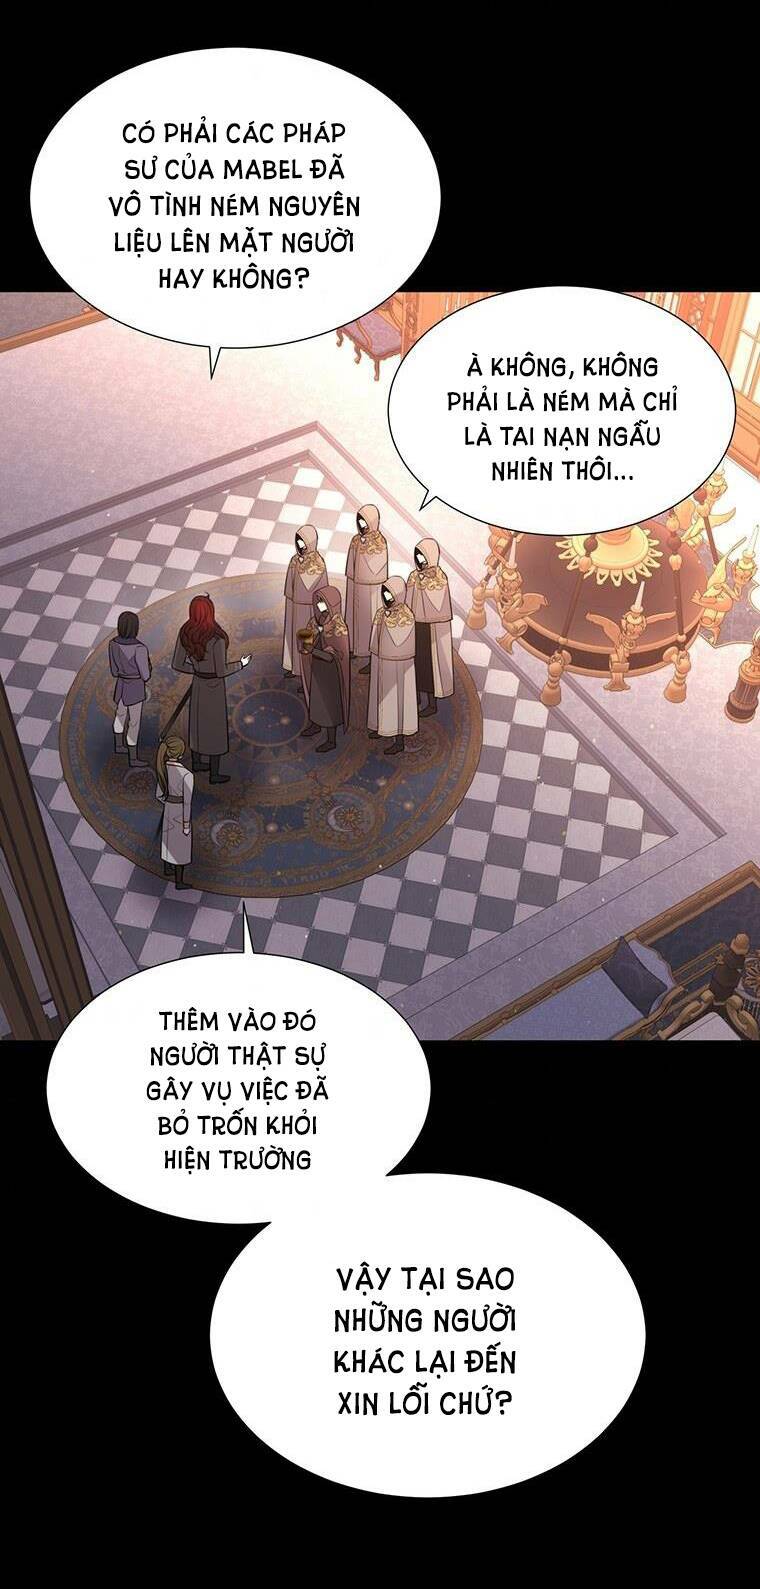 CÓ PHẢI CÁC PHÁP
SƯ CỦA MABEL ĐÃ
VÔ TÌNH NÉM NGUYÊN
LIỆU LÊN MẶT NGƯỜI
HAY KHÔNG?
À KHÔNG, KHÔNG
PHẢI LÀ NÉM MÀ CHỈ
LÀ TAI NẠN NGẪU
NHIÊN THÔI...
THÊM VÀO ĐÓ
NGƯỜI THẬT SỰ
GÂY VỤ VIỆC ĐÃ
BỎ TRỐN KHỎI
HIỆN TRƯỜNG
VẬY TẠI SAO
NHỮNG NGƯỜI
KHÁC LẠI ĐẾN
XIN LỖI CHỨ?